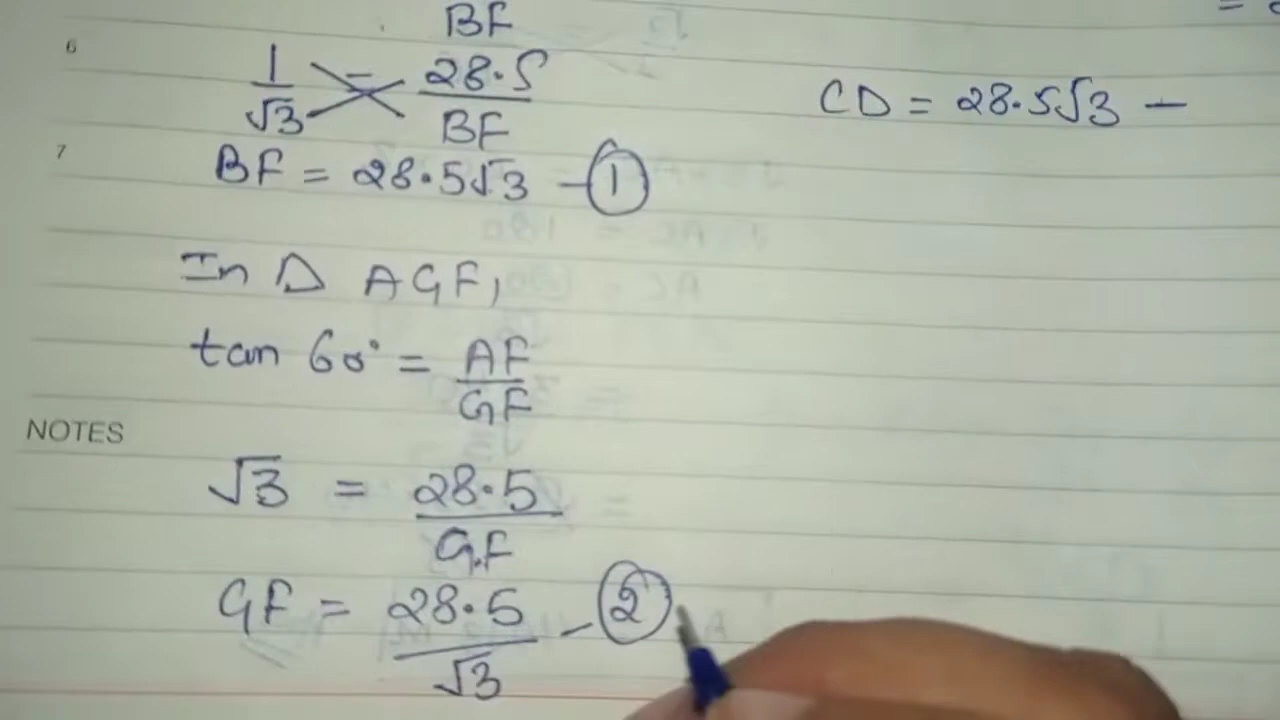 BF
6
1/√3 = 28.5/BF
7
BF = 28.5√3 — ①
In Δ AGF,
tan 60° = AF/GF
NOTES
√3 = 28.5/GF
GF = 28.5/√3 — ②
CD = 28.5√3 —